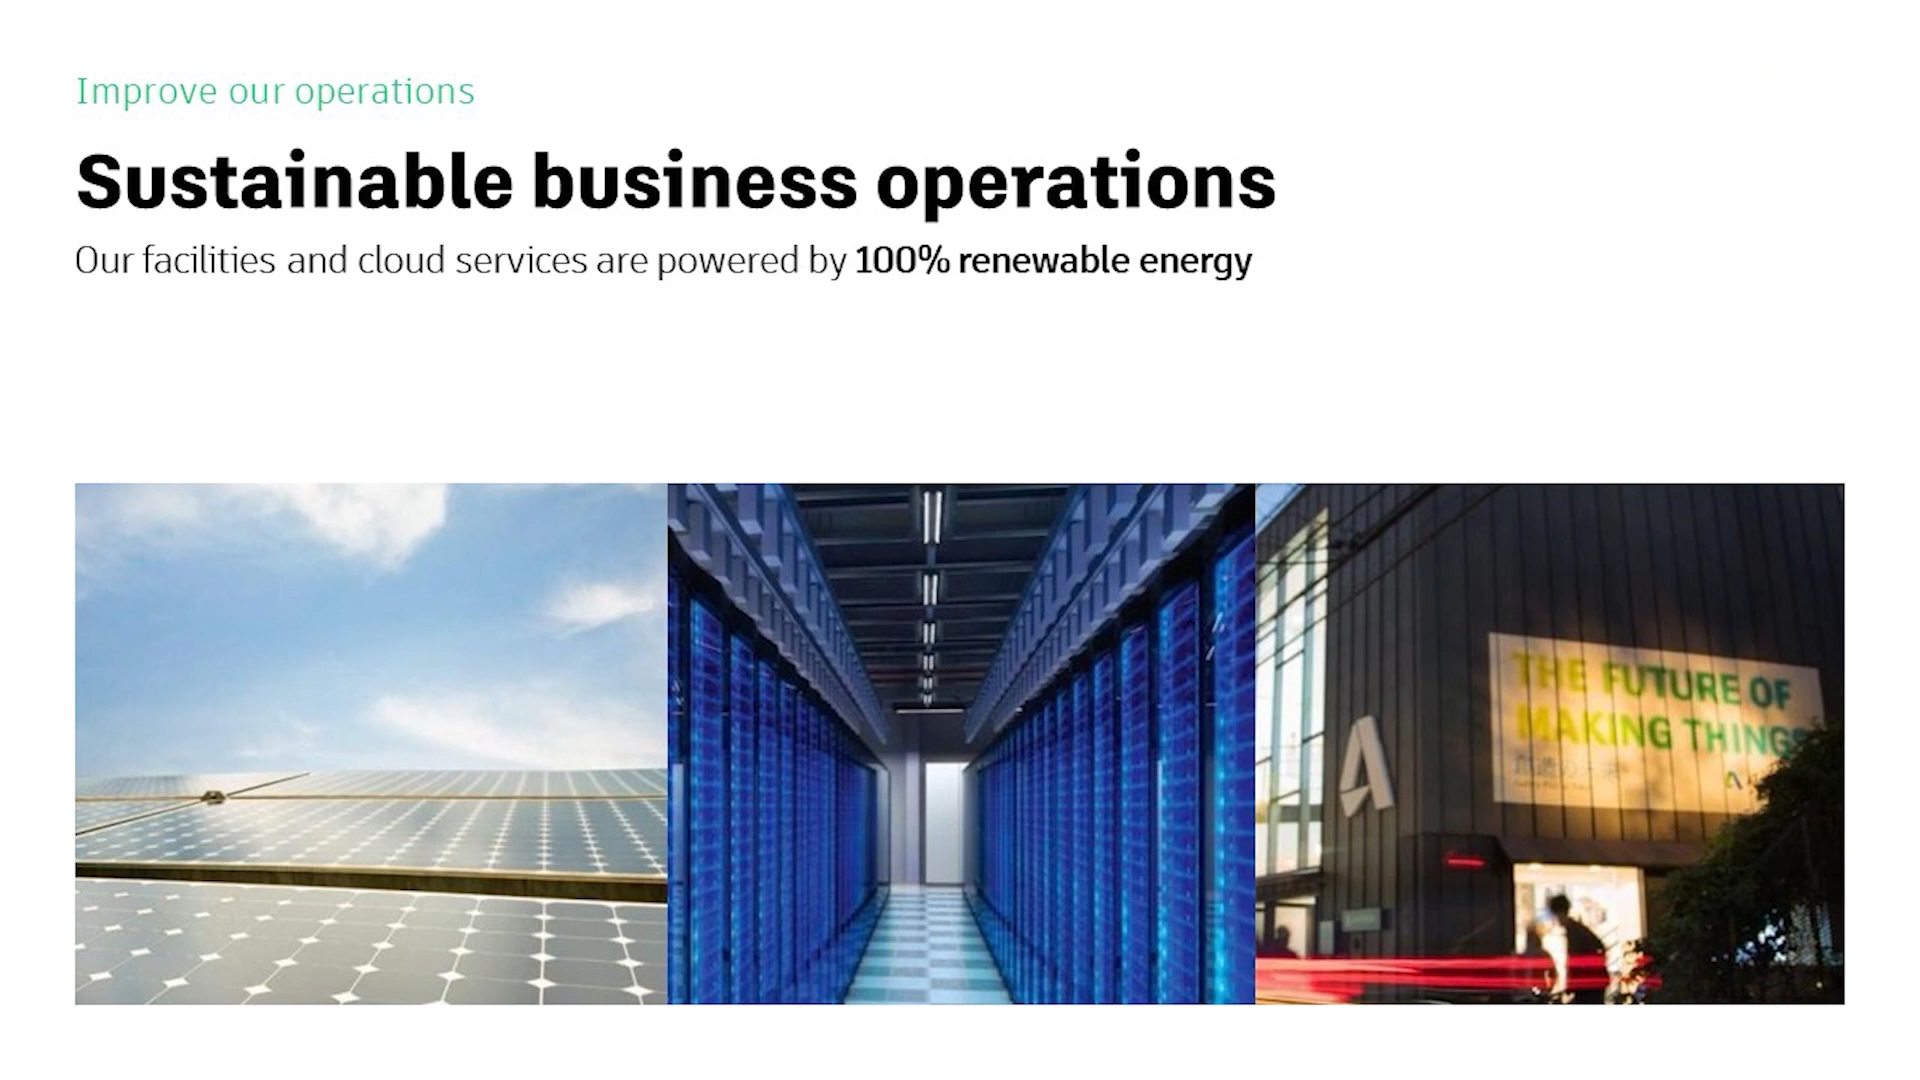 Improve our operations
Sustainable business operations
Our facilities and cloud services are powered by 100% renewable energy
THE FUTURE OF
MAKING THINGS